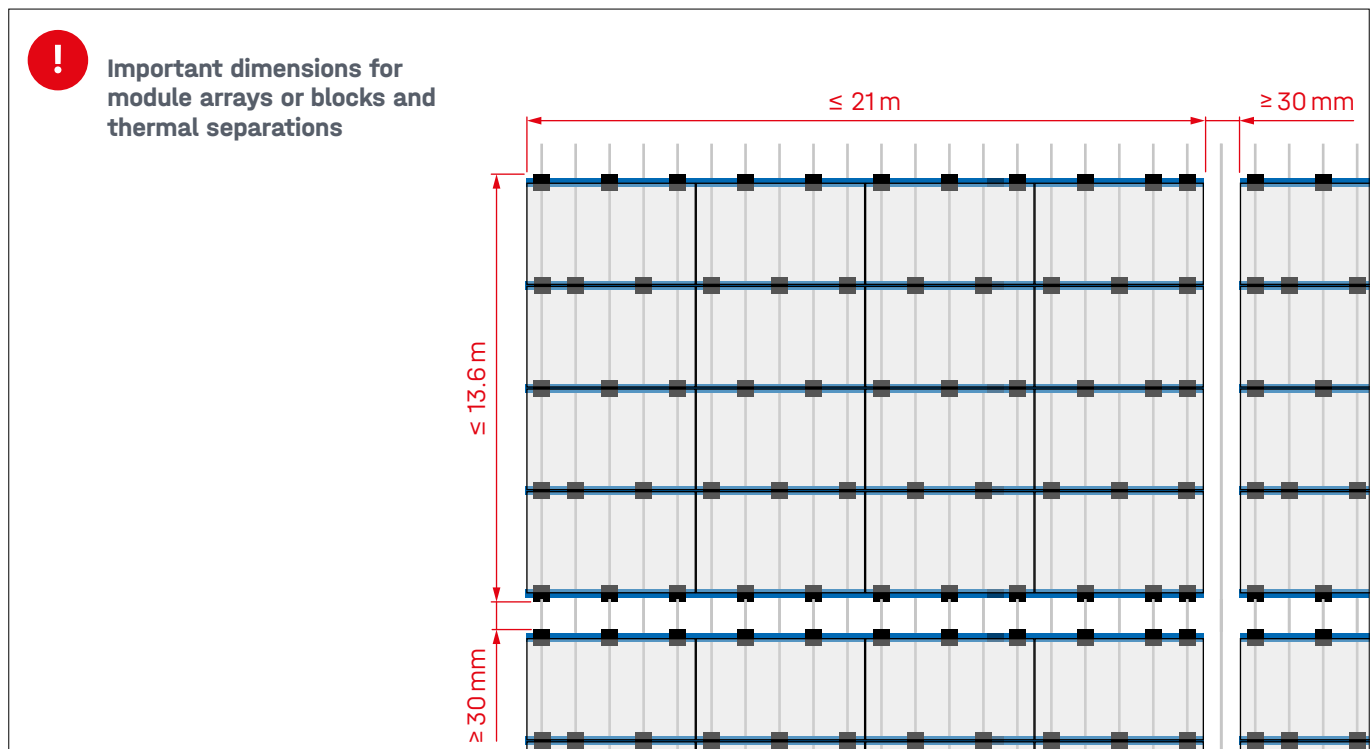 !
Important dimensions for
module arrays or blocks and
thermal separations
≤ 21 m
≥ 30 mm
≤ 13.6 m
≥ 30 mm